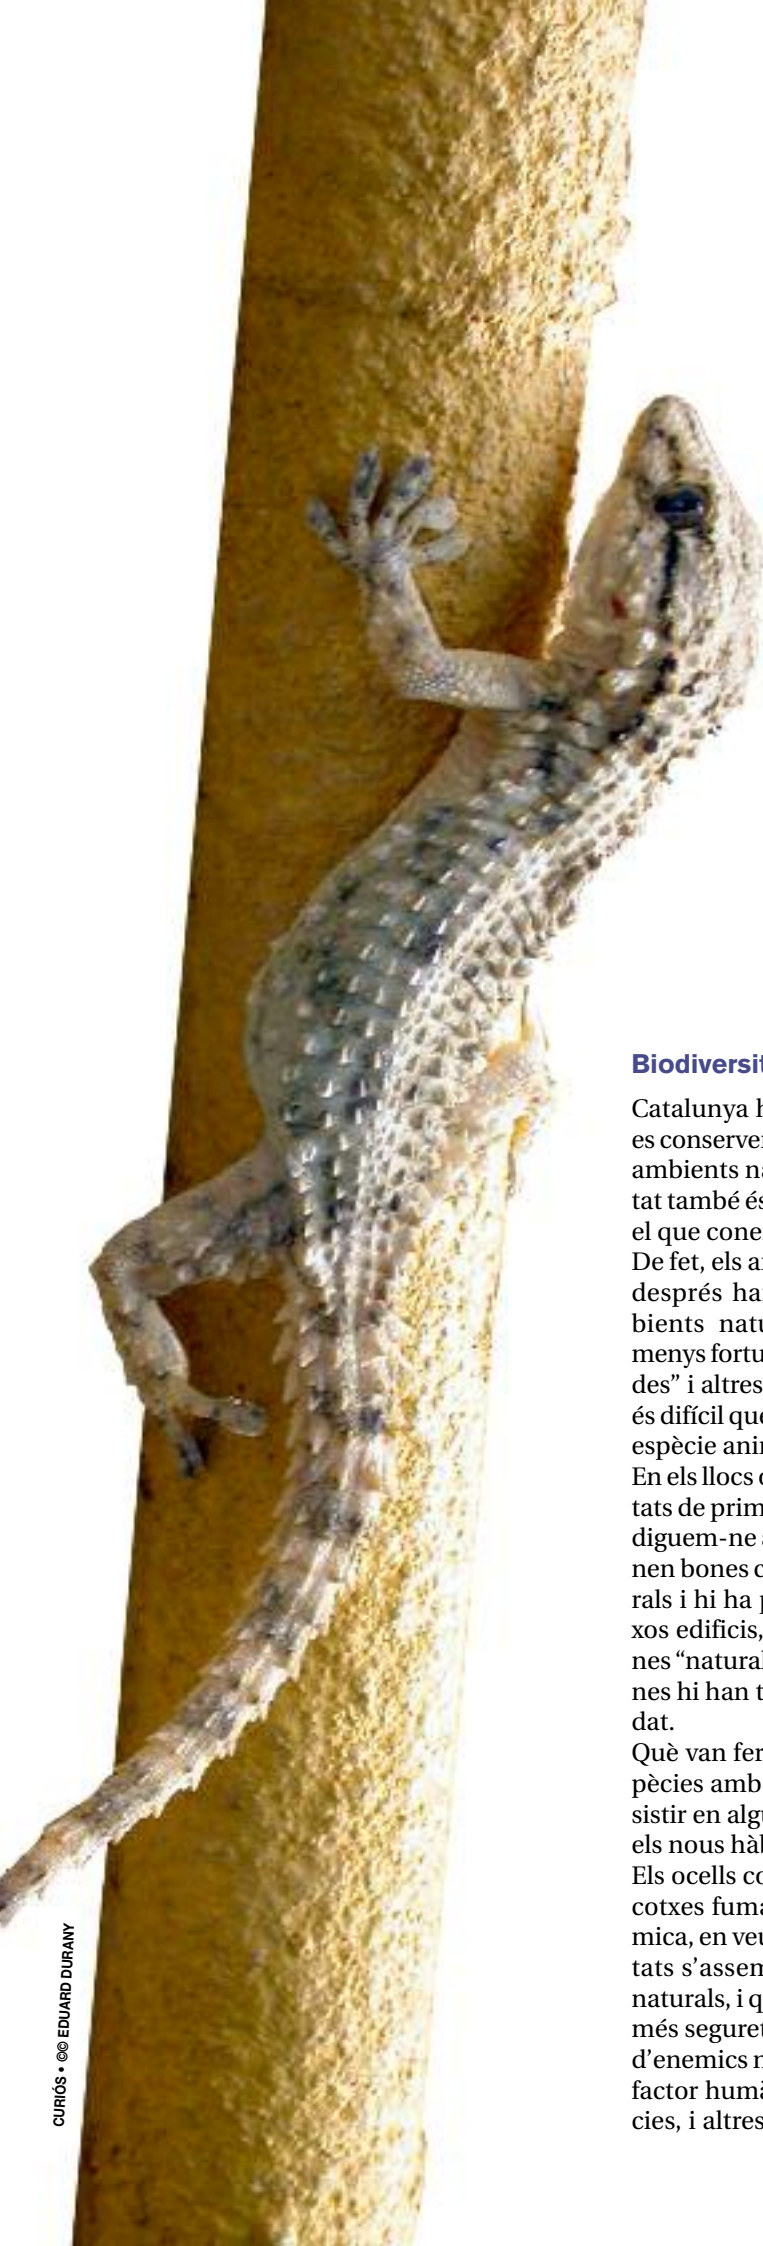 Biodiversit
Catalunya h
es conserven
ambients na
tat també és
el que cone
De fet, els a
després ha
bients natu
menys fortu
des” i altres
és difícil que
espècie anim
En els llocs
tats de prim
diguem-ne
nen bones c
rals i hi ha p
xos edificis,
nes “natural
nes hi han t
dat.
Què van fer
pècies amb
sistir en algu
els nous hàb
Els ocells co
cotxes fuma
mica, en veu
tats s’assem
naturals, i q
més seguret
d’enemics n
factor humà
cies, i altres
CURIÓS • ©© EDUARD DURANY